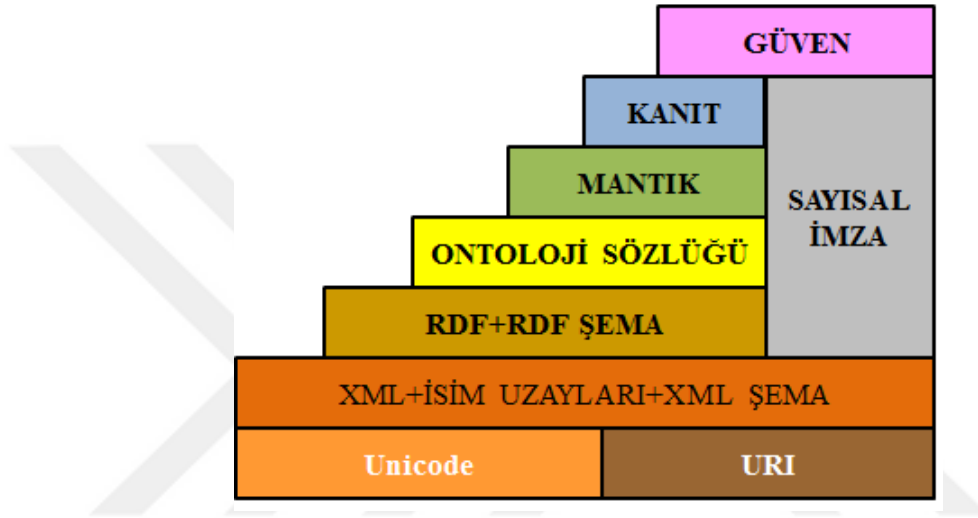 GÜVEN
KANIT
MANTIK
SAYISAL
İMZA
ONTOLOJİ SÖZLÜĞÜ
RDF+RDF ŞEMA
XML+İSİM UZAYLARI+XML ŞEMA
Unicode
URI